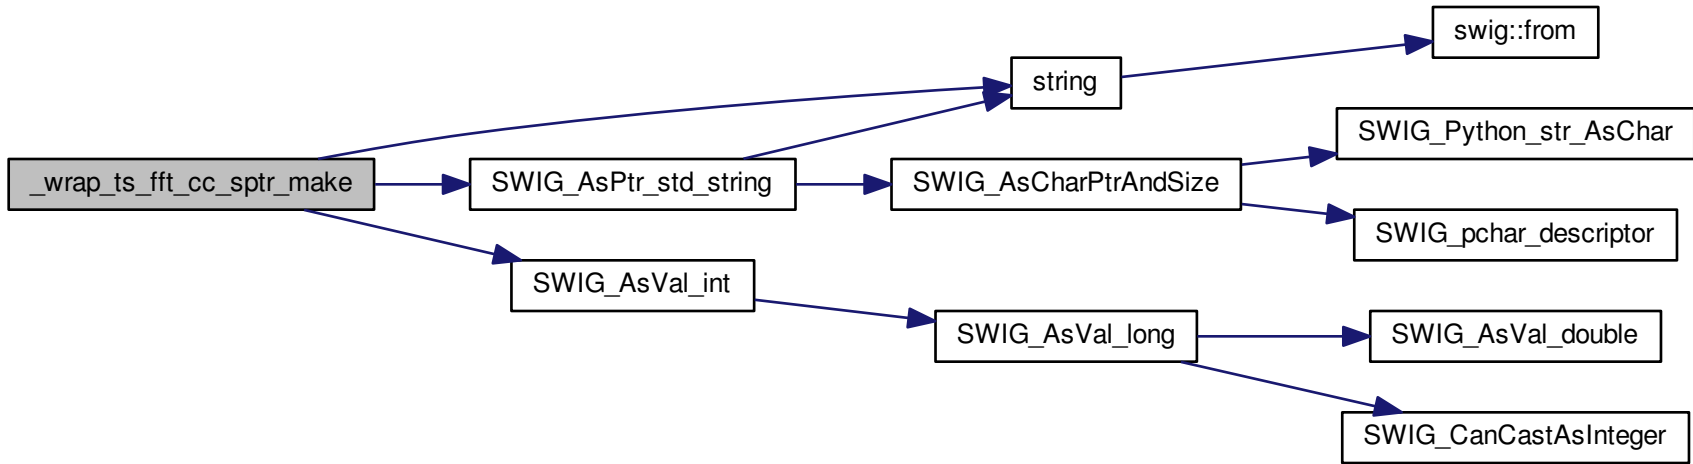 swig::from
string
SWIG_Python_str_AsChar
_wrap_ts_fft_cc_sptr_make
SWIG_AsPtr_std_string
SWIG_AsCharPtrAndSize
SWIG_pchar_descriptor
SWIG_AsVal_int
SWIG_AsVal_long
SWIG_AsVal_double
SWIG_CanCastAsInteger